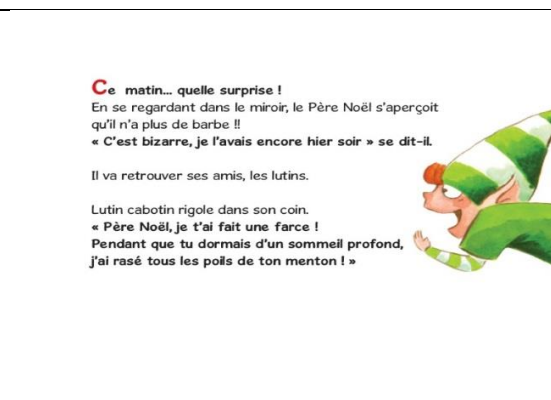 Ce matin... quelle surprise !
En se regardant dans le miroir, le Père Noël s'aperçoit
qu'il n'a plus de barbe !!
« C'est bizarre, je l'avais encore hier soir » se dit-il.
Il va retrouver ses amis, les lutins.
Lutin cabotin rigole dans son coin.
« Père Noël, je t'ai fait une farce !
Pendant que tu dormais d'un sommeil profond,
j'ai rasé tous les poils de ton menton ! »